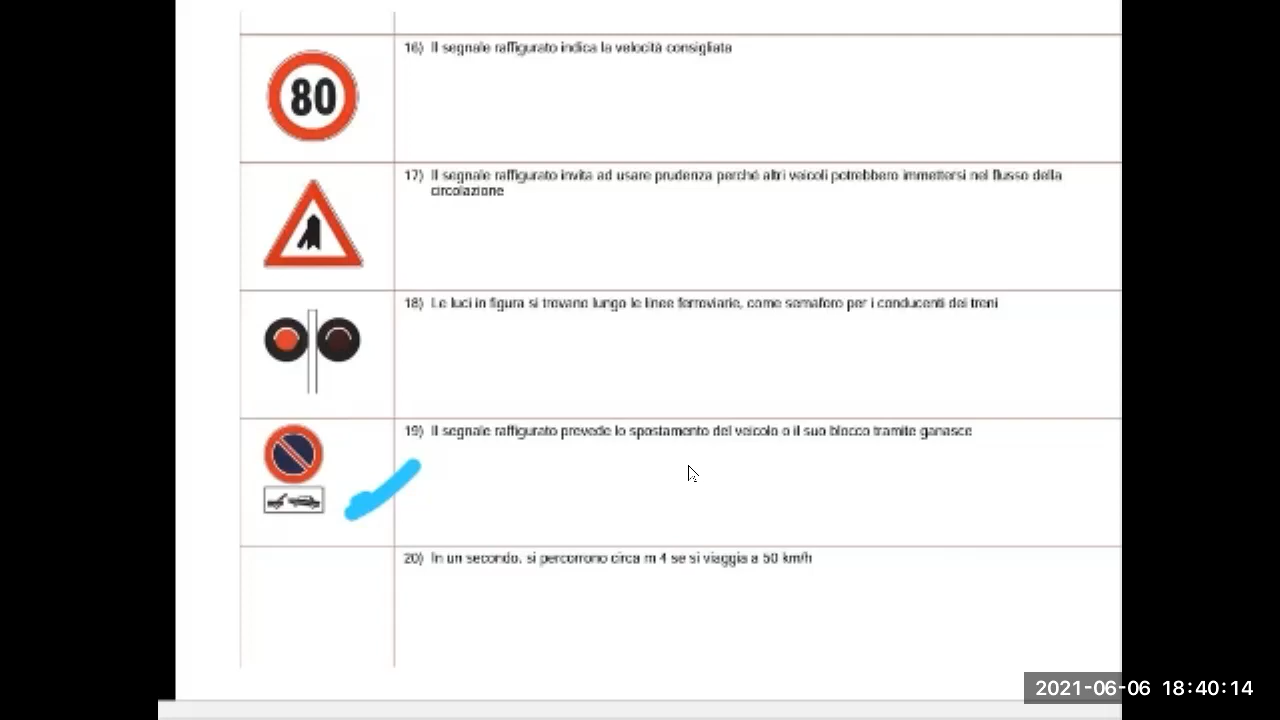 80
16) Il segnale raffigurato indica la velocità consigliata
17) Il segnale raffigurato invita ad usare prudenza perché altri veicoli potrebbero immettersi nel flusso della
circolazione
18) Le luci in figura si trovano lungo le linee ferroviarie, come semaforo per i conducenti dei treni
19) Il segnale raffigurato prevede lo spostamento del veicolo o il suo blocco tramite ganasce
20) In un secondo, si percorrono circa m 4 se si viaggia a 50 km/h
2021-06-06 18:40:14